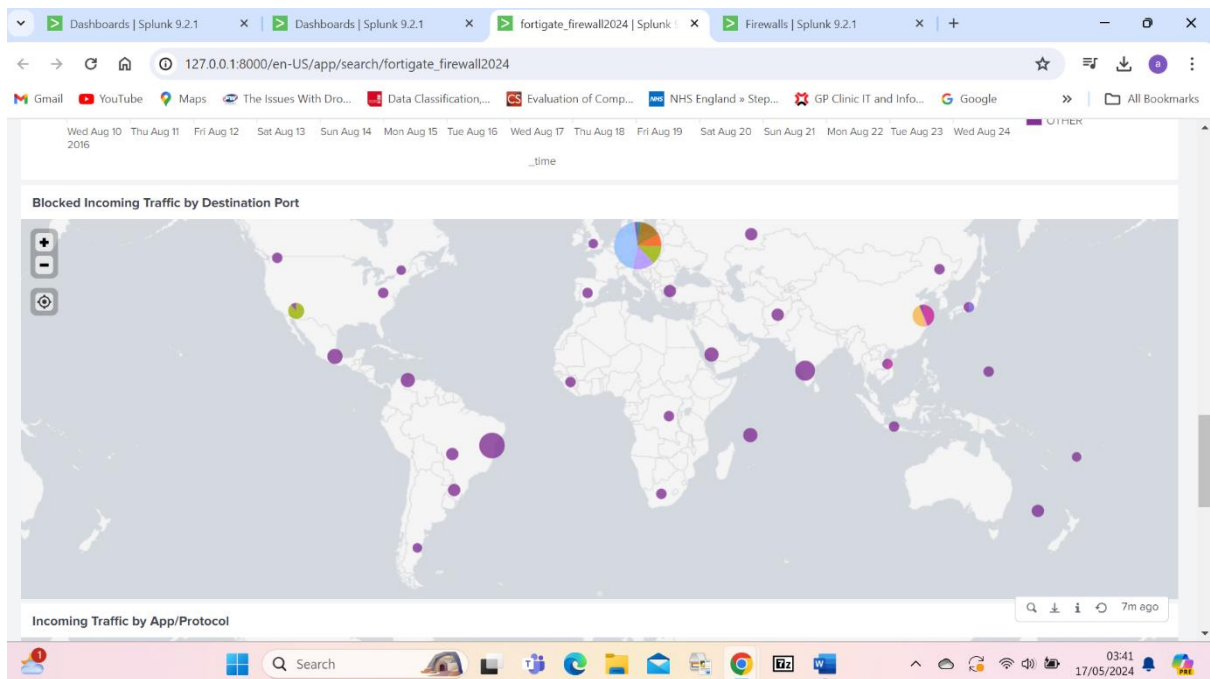 Dashboards | Splunk 9.2.1
Dashboards | Splunk 9.2.1
fortigate_firewall2024 | Splunk
Firewalls | Splunk 9.2.1
127.0.0.1:8000/en-US/app/search/fortigate_firewall2024
a
Gmail YouTube Maps The Issues With Dro... Data Classification,... CS Evaluation of Comp... NHS NHS England » Step... GP Clinic IT and Info... Google » All Bookmarks
OTHER
Wed Aug 10 Thu Aug 11 Fri Aug 12 Sat Aug 13 Sun Aug 14 Mon Aug 15 Tue Aug 16 Wed Aug 17 Thu Aug 18 Fri Aug 19 Sat Aug 20 Sun Aug 21 Mon Aug 22 Tue Aug 23 Wed Aug 24
2016
_time
Blocked Incoming Traffic by Destination Port
+
-
7m ago
Incoming Traffic by App/Protocol
1
Search
7z
W
03:41
17/05/2024
PRE